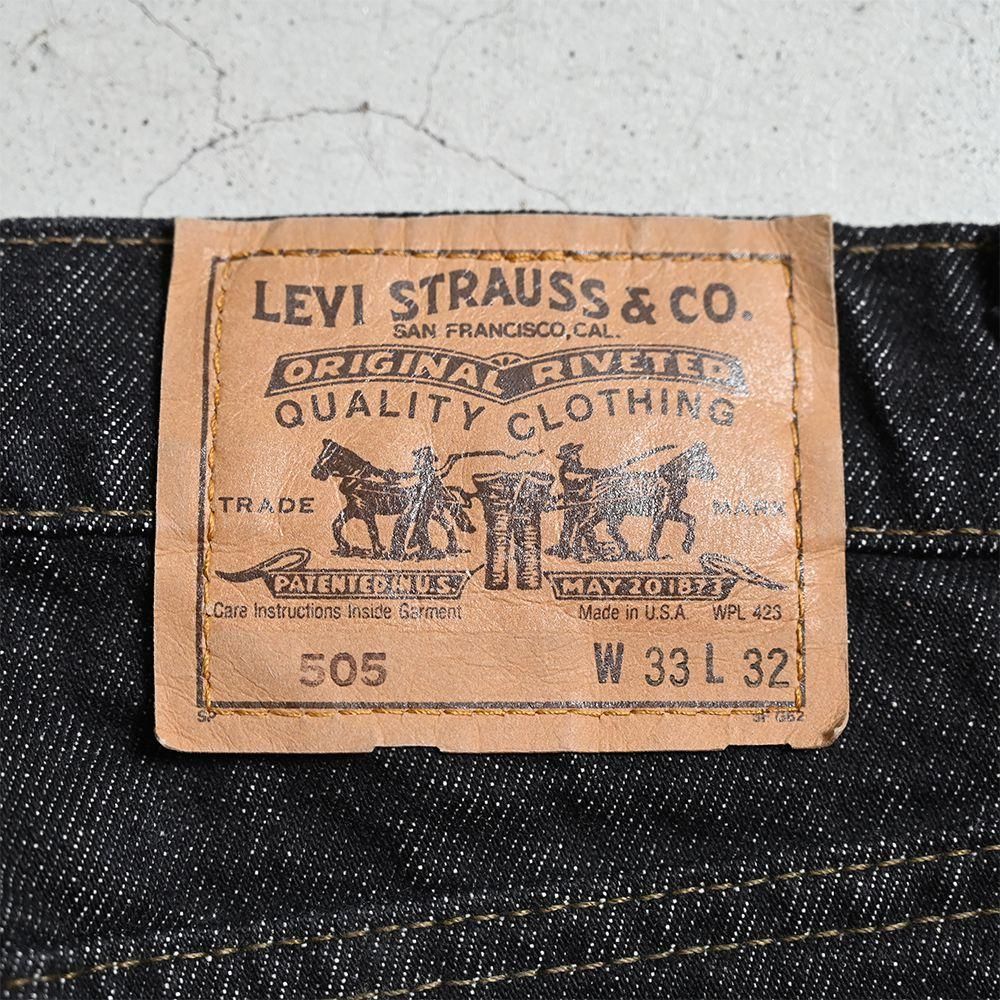 LEVI STRAUSS & CO.
SAN FRANCISCO, CAL.
ORIGINAL RIVETED
QUALITY CLOTHING
TRADE MARK
PATENTED IN U.S. MAY 20 1873
Care Instructions Inside Garment Made in U.S.A. WPL 423
505 W 33 L 32
SP